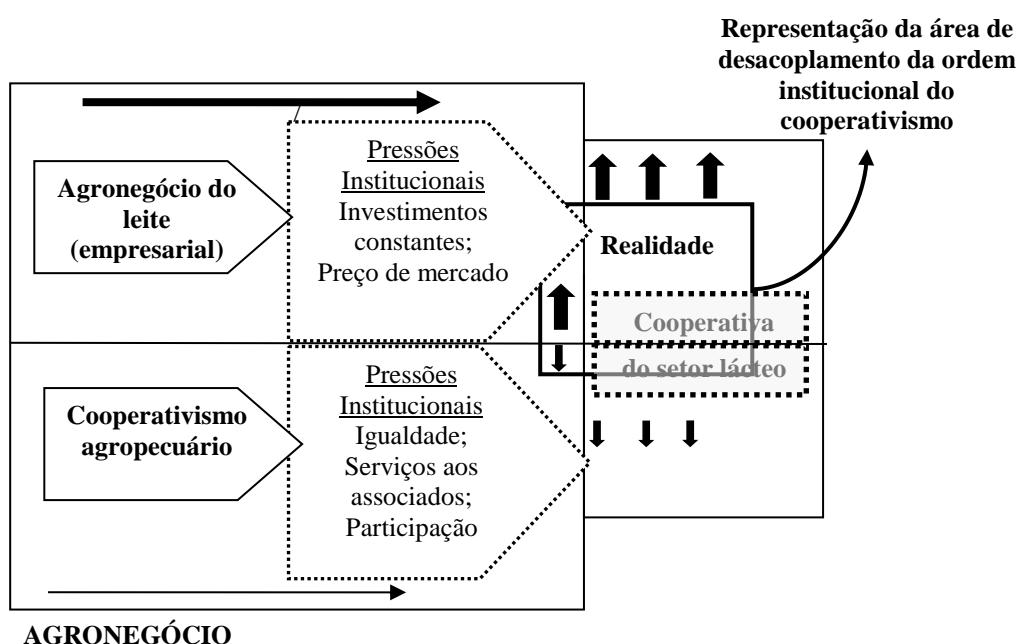 Representação da área de
desacoplamento da ordem
institucional do
cooperativismo
Agronegócio do
leite
(empresarial)
Pressões
Institucionais
Investimentos
constantes;
Preço de mercado
Realidade
Cooperativa
do setor lácteo
Cooperativismo
agropecuário
Pressões
Institucionais
Igualdade;
Serviços aos
associados;
Participação
AGRONEGÓCIO